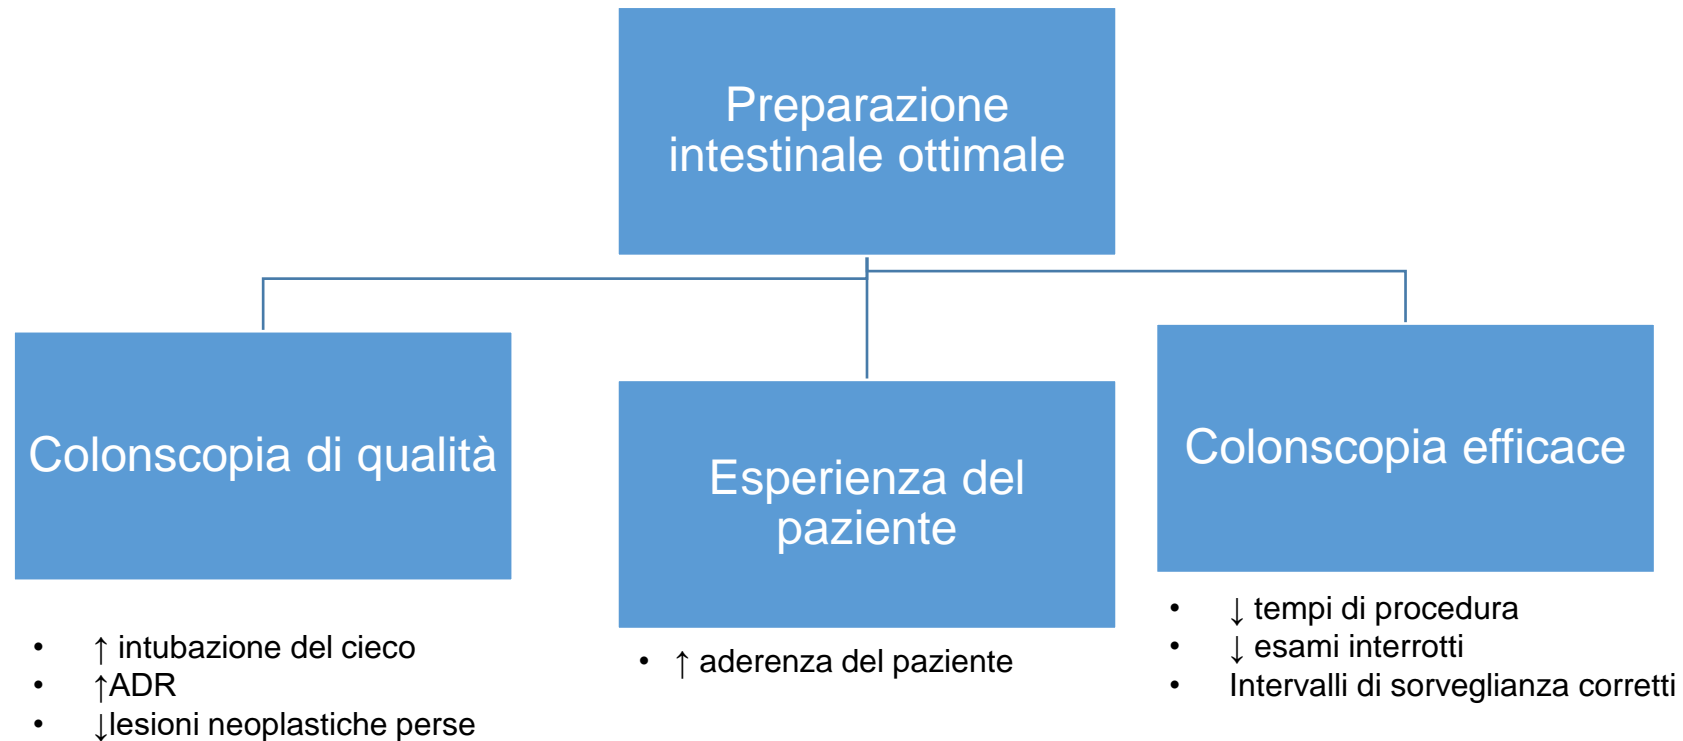 Preparazione
intestinale ottimale
Colonscopia di qualità
• ↑ intubazione del cieco
• ↑ADR
• ↓lesioni neoplastiche perse
Esperienza del
paziente
• ↑ aderenza del paziente
Colonscopia efficace
• ↓ tempi di procedura
• ↓ esami interrotti
• Intervalli di sorveglianza corretti